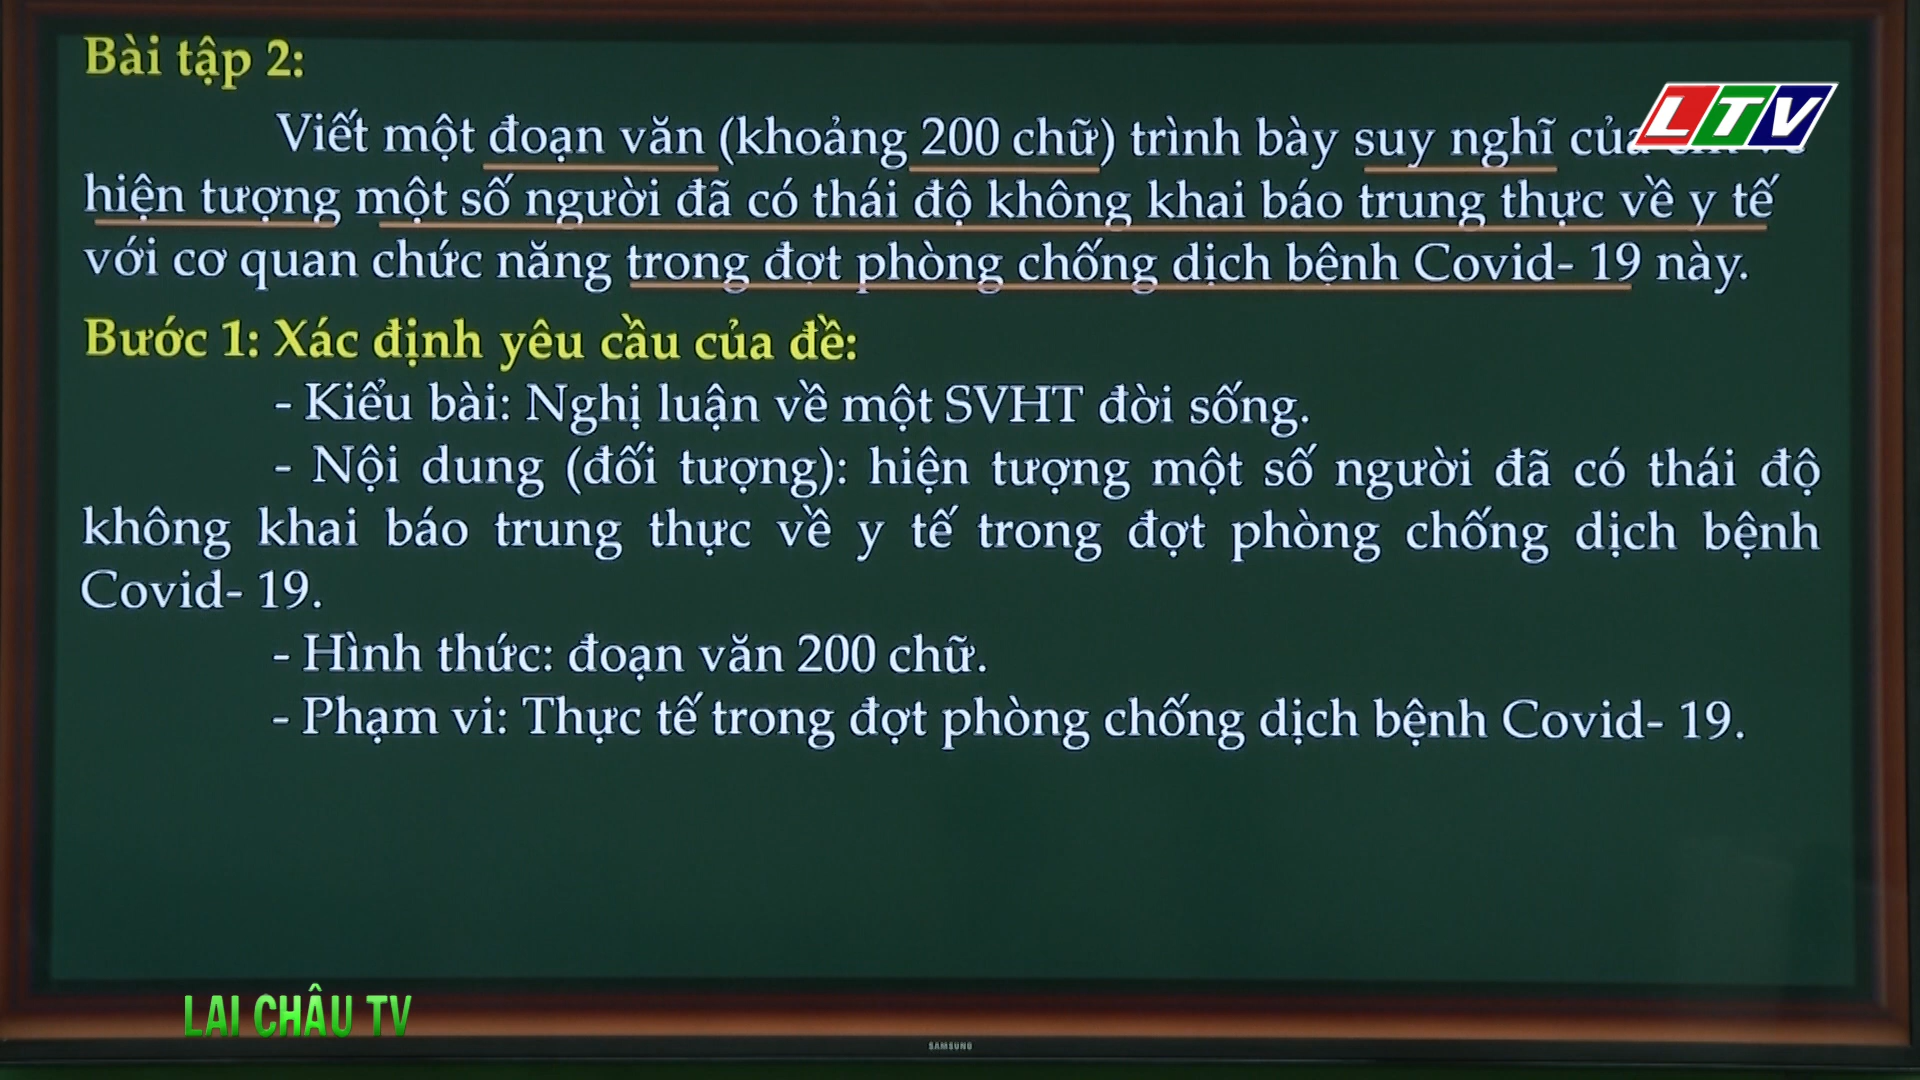 Bài tập 2:
LTV
Viết một đoạn văn (khoảng 200 chữ) trình bày suy nghĩ của
hiện tượng một số người đã có thái độ không khai báo trung thực về y tế
với cơ quan chức năng trong đợt phòng chống dịch bệnh Covid- 19 này.
Bước 1: Xác định yêu cầu của đề:
- Kiểu bài: Nghị luận về một SVHT đời sống.
- Nội dung (đối tượng): hiện tượng một số người đã có thái độ
không khai báo trung thực về y tế trong đợt phòng chống dịch bệnh
Covid- 19.
- Hình thức: đoạn văn 200 chữ.
- Phạm vi: Thực tế trong đợt phòng chống dịch bệnh Covid- 19.
LAI CHÂU TV
SAMSUNG